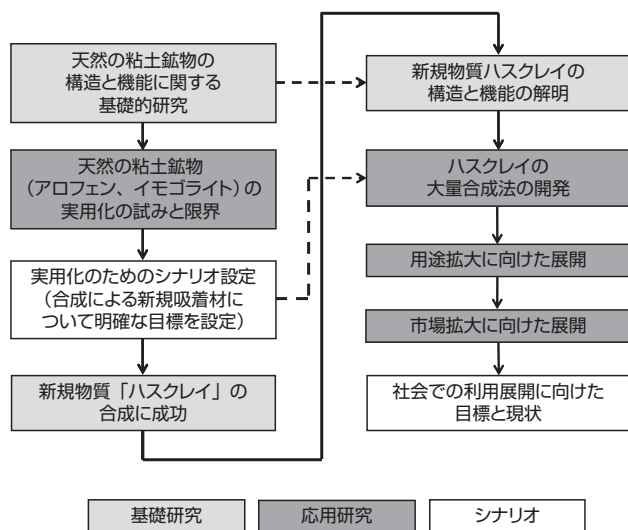 天然の粘土鉱物の
構造と機能に関する
基礎的研究
天然の粘土鉱物
（アロフェン、イモゴライト）の
実用化の試みと限界
実用化のためのシナリオ設定
（合成による新規吸着材に
ついて明確な目標を設定）
新規物質「ハスクレイ」の
合成に成功
新規物質ハスクレイの
構造と機能の解明
ハスクレイの
大量合成法の開発
用途拡大に向けた展開
市場拡大に向けた展開
社会での利用展開に向けた
目標と現状
基礎研究
応用研究
シナリオ